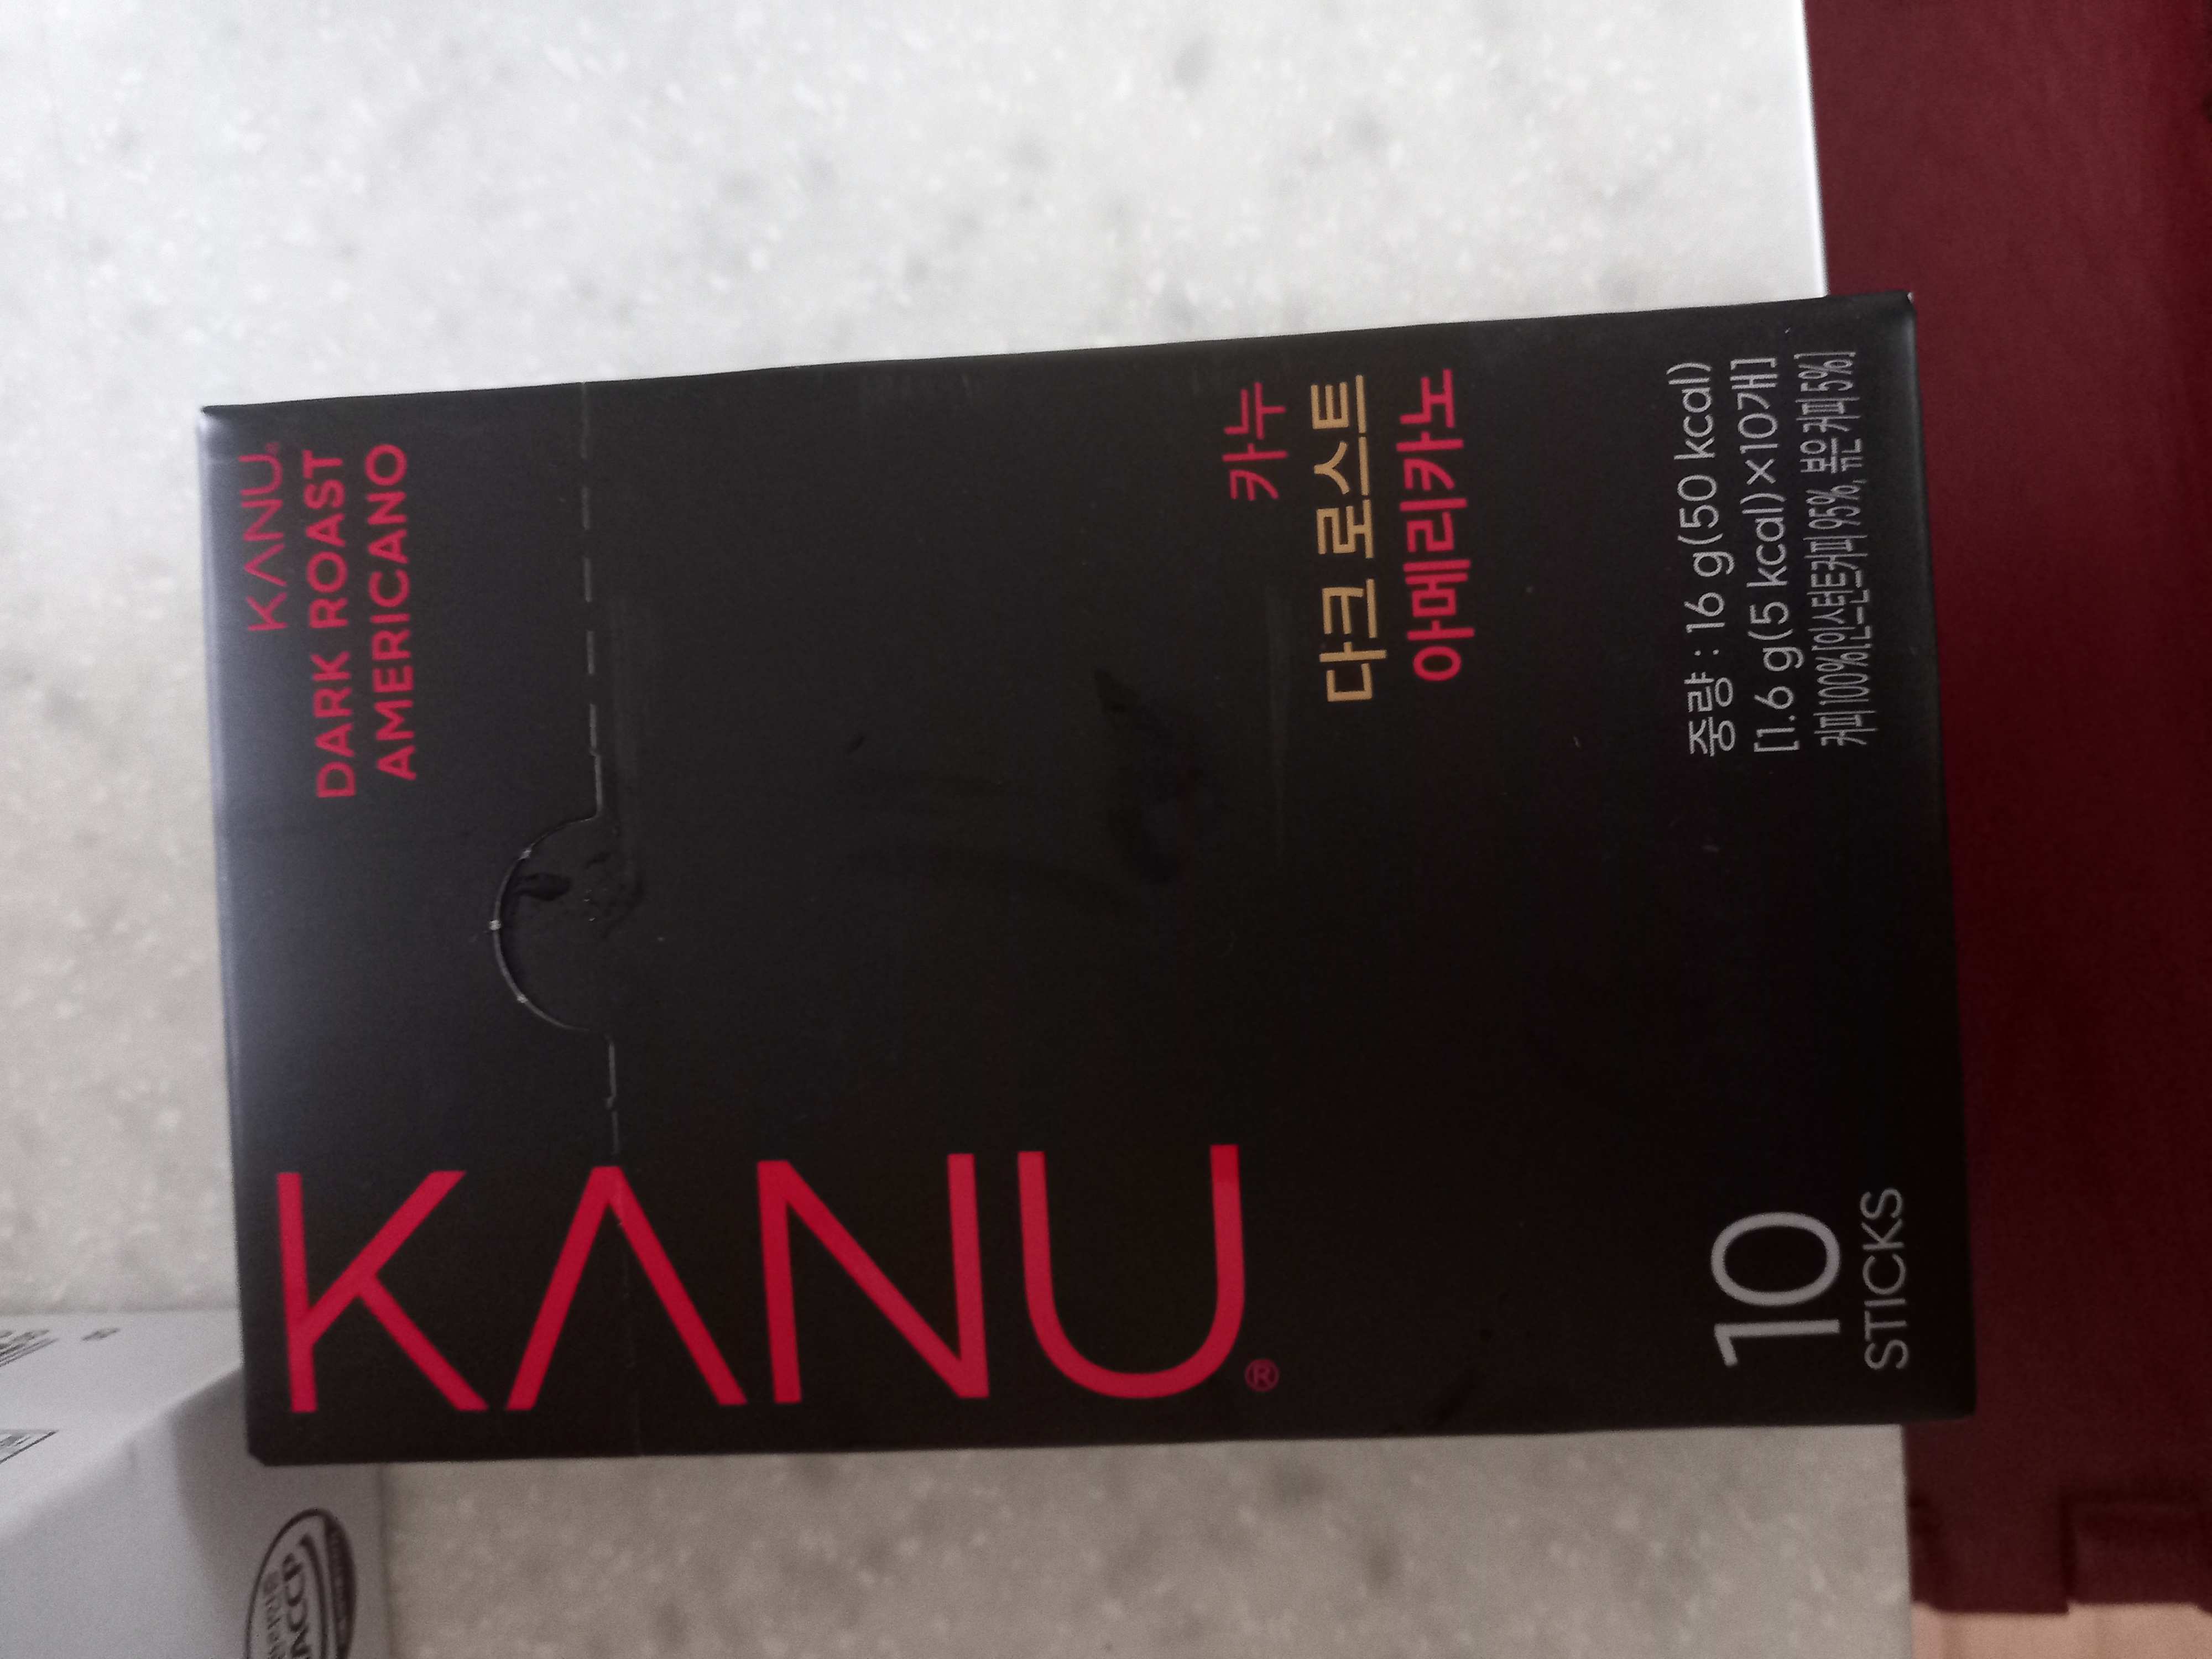 KANU®
DARK ROAST
AMERICANO
KANU®
카누
다크 로스트
아메리카노
10
STICKS
중량 : 16 g(50 kcal)
[1.6 g(5 kcal)×10개]
커피100%[인스턴트커피 95%, 볶은커피 5%]